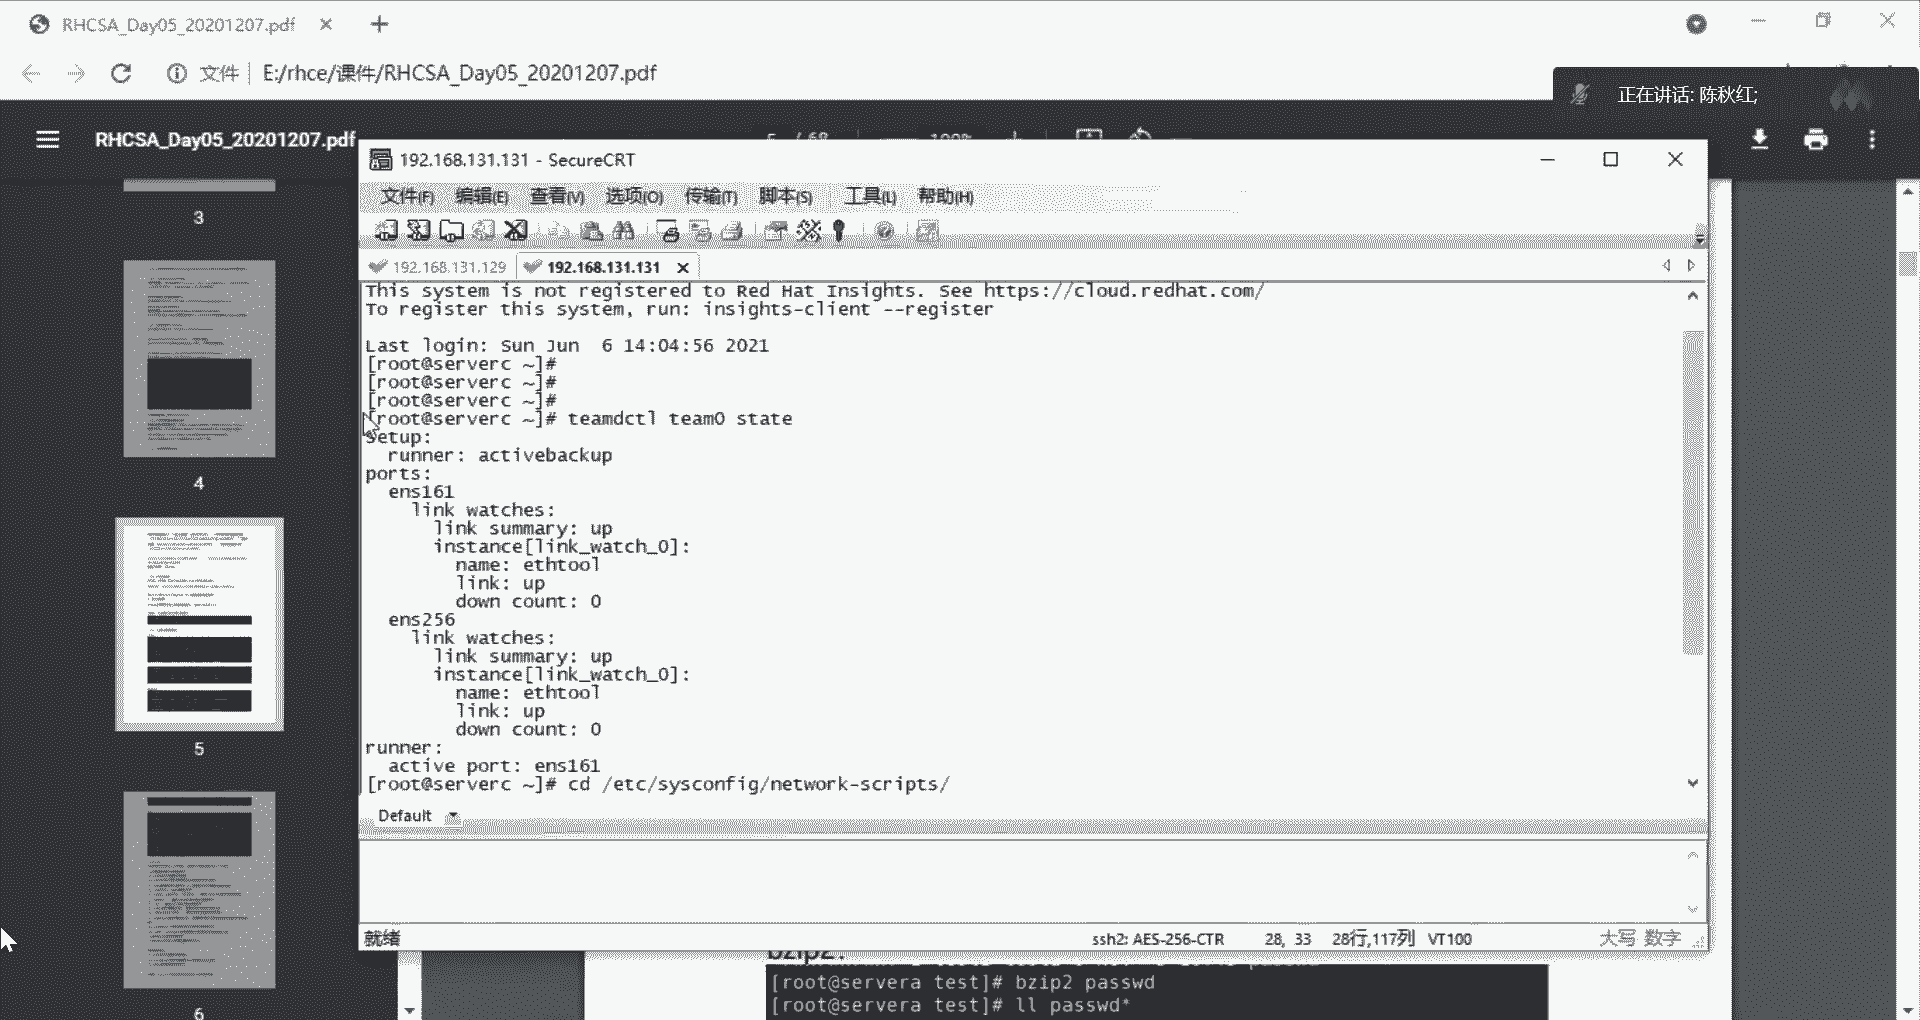 RHCSA_Day05_20201207.pdf
文件 E:/rhce/课件/RHCSA_Day05_20201207.pdf
正在讲话: 陈秋红;
RHCSA_Day05_20201207.pdf
5 / 68
100%
192.168.131.131 - SecureCRT
文件(F) 编辑(E) 查看(V) 选项(O) 传输(T) 脚本(S) 工具(L) 帮助(H)
192.168.131.129 192.168.131.131
This system is not registered to Red Hat Insights. See https://cloud.redhat.com/
To register this system, run: insights-client --register
Last login: Sun Jun  6 14:04:56 2021
[root@serverc ~]#
[root@serverc ~]#
[root@serverc ~]#
[root@serverc ~]# teamdctl team0 state
setup:
  runner: activebackup
ports:
  ens161
    link watches:
      link summary: up
      instance[link_watch_0]:
        name: ethtool
        link: up
        down count: 0
  ens256
    link watches:
      link summary: up
      instance[link_watch_0]:
        name: ethtool
        link: up
        down count: 0
runner:
  active port: ens161
[root@serverc ~]# cd /etc/sysconfig/network-scripts/
Default
就绪 ssh2: AES-256-CTR 28, 33 28行,117列 VT100 大写 数字
3
4
5
6
bzip2:
[root@servera test]# bzip2 passwd
[root@servera test]# ll passwd*